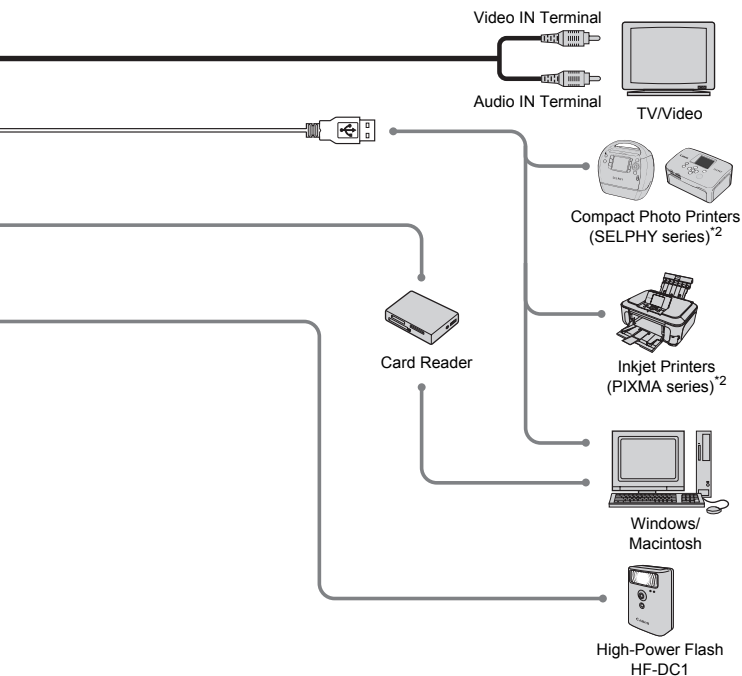 Video IN Terminal
Audio IN Terminal
TV/Video
Compact Photo Printers
(SELPHY series)*2
Card Reader
Inkjet Printers
(PIXMA series)*2
Windows/
Macintosh
Canon
High-Power Flash
HF-DC1